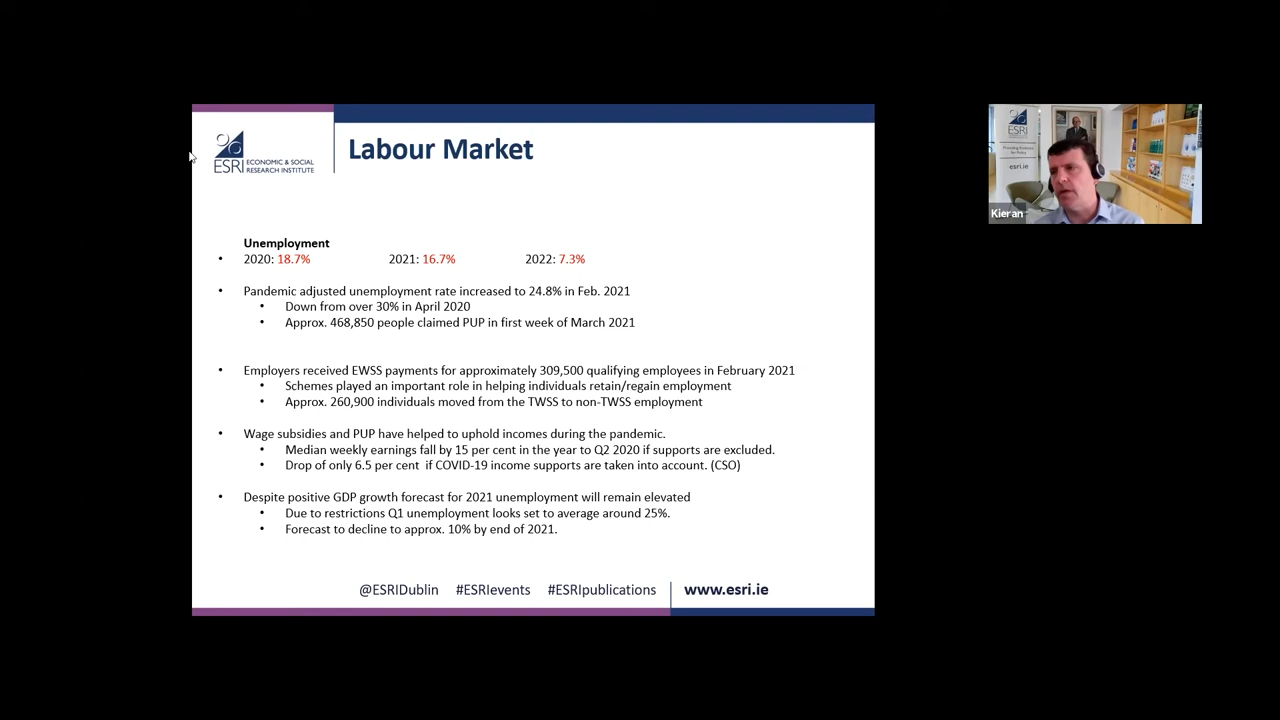 ESRI ECONOMIC & SOCIAL
RESEARCH INSTITUTE
Labour Market
Unemployment
• 2020: 18.7% 2021: 16.7% 2022: 7.3%
• Pandemic adjusted unemployment rate increased to 24.8% in Feb. 2021
• Down from over 30% in April 2020
• Approx. 468,850 people claimed PUP in first week of March 2021
• Employers received EWSS payments for approximately 309,500 qualifying employees in February 2021
• Schemes played an important role in helping individuals retain/regain employment
• Approx. 260,900 individuals moved from the TWSS to non-TWSS employment
• Wage subsidies and PUP have helped to uphold incomes during the pandemic.
• Median weekly earnings fall by 15 per cent in the year to Q2 2020 if supports are excluded.
• Drop of only 6.5 per cent if COVID-19 income supports are taken into account. (CSO)
• Despite positive GDP growth forecast for 2021 unemployment will remain elevated
• Due to restrictions Q1 unemployment looks set to average around 25%.
• Forecast to decline to approx. 10% by end of 2021.
@ESRIDublin #ESRIevents #ESRIpublications www.esri.ie
ESRI
esri.ie
Kieran